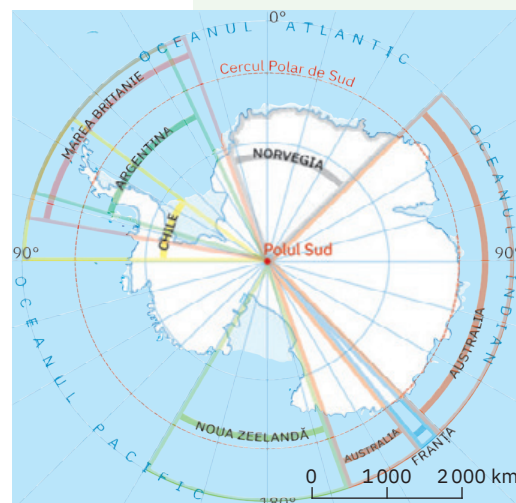 0°
OCEANUL ATLANTIC
Cercul Polar de Sud
MAREA BRITANIE
ARGENTINA
NORVEGIA
CHILE
Polul Sud
90°
90°
OCEANUL INDIAN
OCEANUL PACIFIC
AUSTRALIA
NOUA ZEELANDĂ
AUSTRALIA
FRANȚA
180°
0 1 000 2 000 km